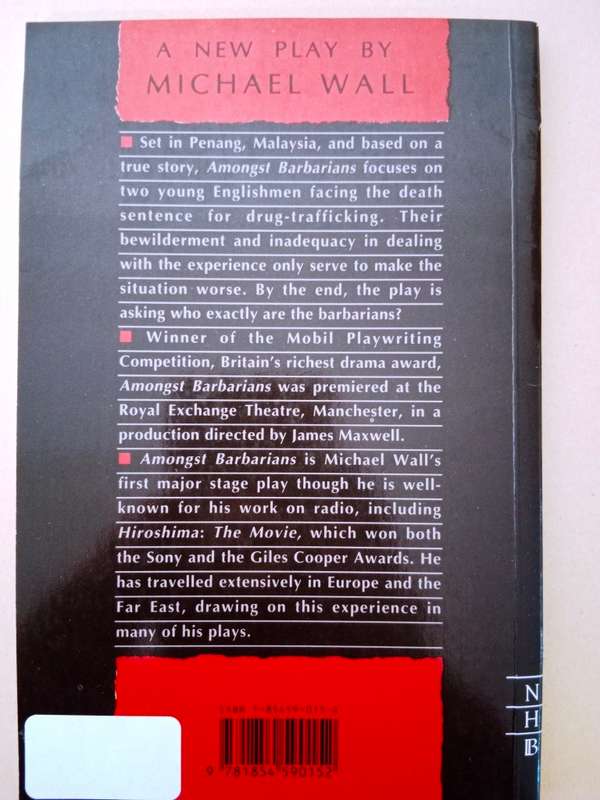 A NEW PLAY BY
MICHAEL WALL
■ Set in Penang, Malaysia, and based on a
true story, Amongst Barbarians focuses on
two young Englishmen facing the death
sentence for drug-trafficking. Their
bewilderment and inadequacy in dealing
with the experience only serve to make the
situation worse. By the end, the play is
asking who exactly are the barbarians?
■ Winner of the Mobil Playwriting
Competition, Britain's richest drama award,
Amongst Barbarians was premiered at the
Royal Exchange Theatre, Manchester, in a
production directed by James Maxwell.
■ Amongst Barbarians is Michael Wall's
first major stage play though he is well-
known for his work on radio, including
Hiroshima: The Movie, which won both
the Sony and the Giles Cooper Awards. He
has travelled extensively in Europe and the
Far East, drawing on this experience in
many of his plays.
N
H
B
9 781854 590152